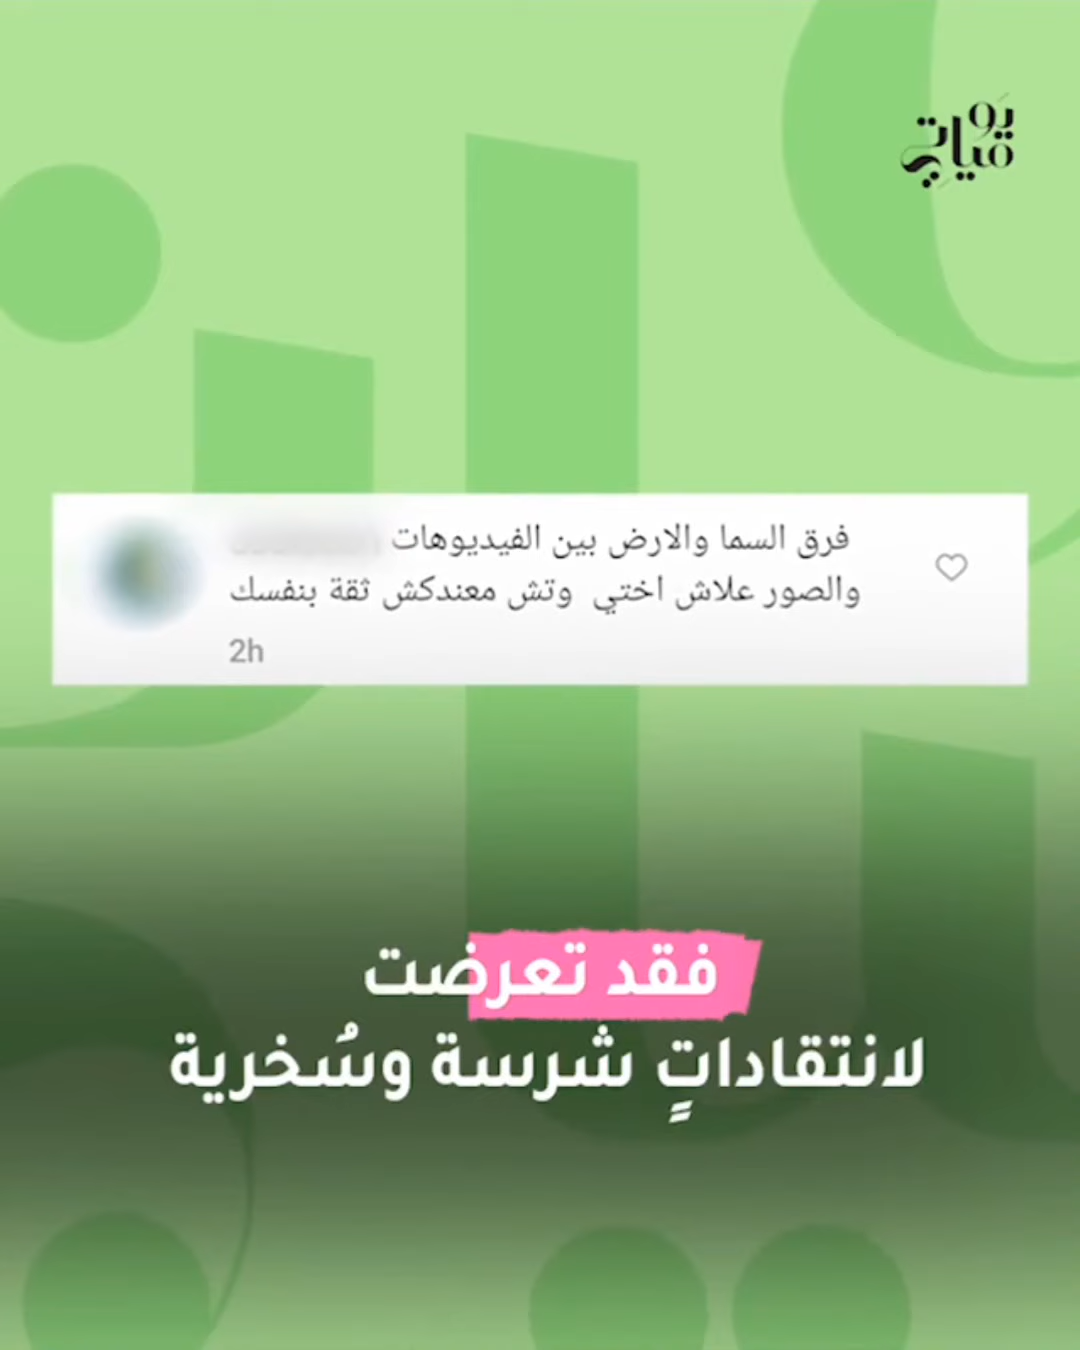 يوميات
فرق السما والارض بين الفيديوهات
والصور علاش اختي وتش معندكش ثقة بنفسك
2h
فقد تعرضت
لانتقاداتٍ شرسة وسُخرية